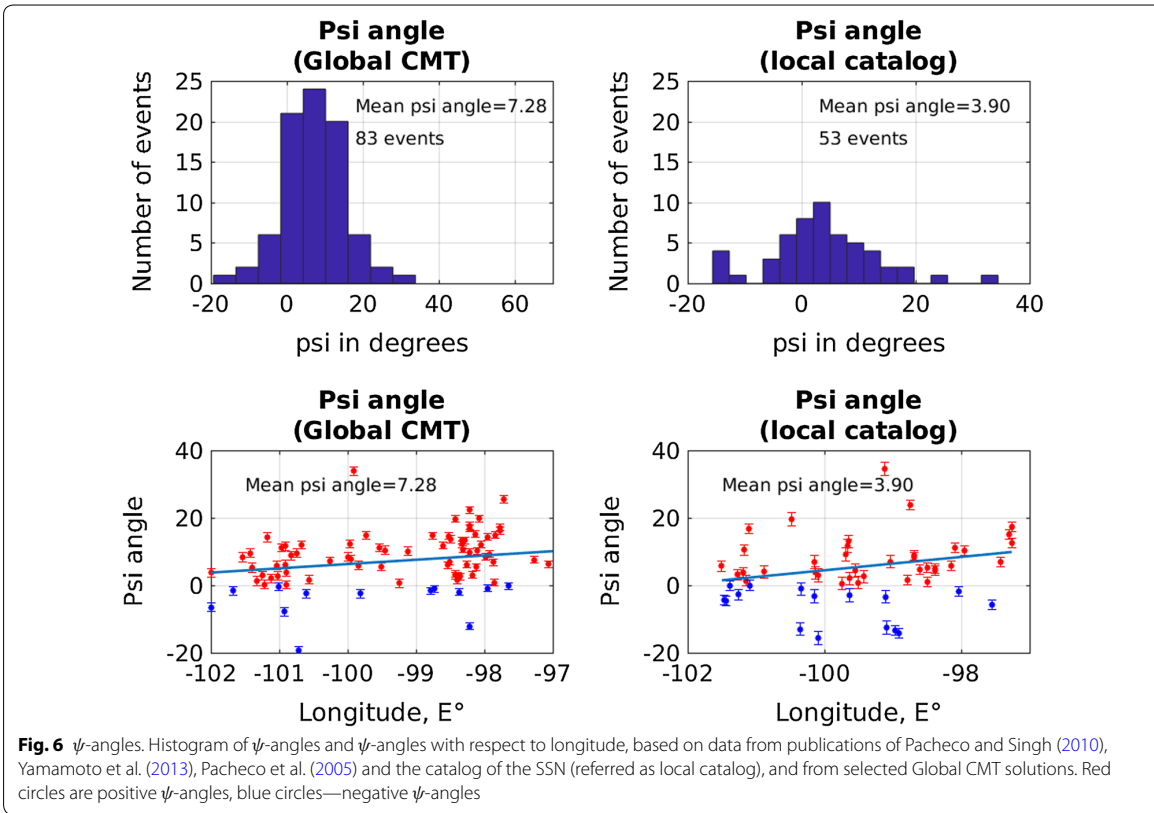 Psi angle
(Global CMT)
Number of events
25
20
15
10
5
0
Mean psi angle=7.28
83 events
-20 0 20 40 60
psi in degrees
Psi angle
(local catalog)
Number of events
25
20
15
10
5
0
Mean psi angle=3.90
53 events
-20 0 20 40
psi in degrees
Psi angle
(Global CMT)
Psi angle
40
20
0
-20
Mean psi angle=7.28
-102 -101 -100 -99 -98 -97
Longitude, E°
Psi angle
(local catalog)
Psi angle
40
20
0
-20
Mean psi angle=3.90
-102 -100 -98
Longitude, E°
Fig. 6 ψ-angles. Histogram of ψ-angles and ψ-angles with respect to longitude, based on data from publications of Pacheco and Singh (2010),
Yamamoto et al. (2013), Pacheco et al. (2005) and the catalog of the SSN (referred as local catalog), and from selected Global CMT solutions. Red
circles are positive ψ-angles, blue circles—negative ψ-angles